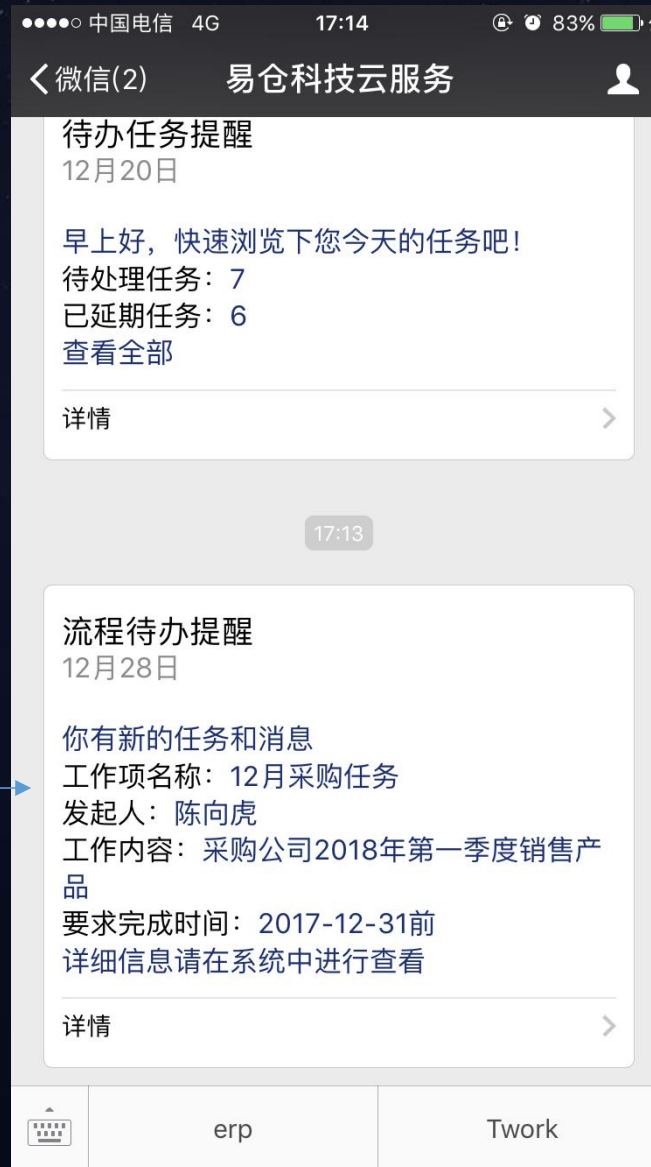 中国电信 4G 17:14 83%
微信(2) 易仓科技云服务
待办任务提醒
12月20日
早上好，快速浏览下您今天的任务吧！
待处理任务：7
已延期任务：6
查看全部
详情
17:13
流程待办提醒
12月28日
你有新的任务和消息
工作项名称：12月采购任务
发起人：陈向虎
工作内容：采购公司2018年第一季度销售产
品
要求完成时间：2017-12-31前
详细信息请在系统中进行查看
详情
erp Twork